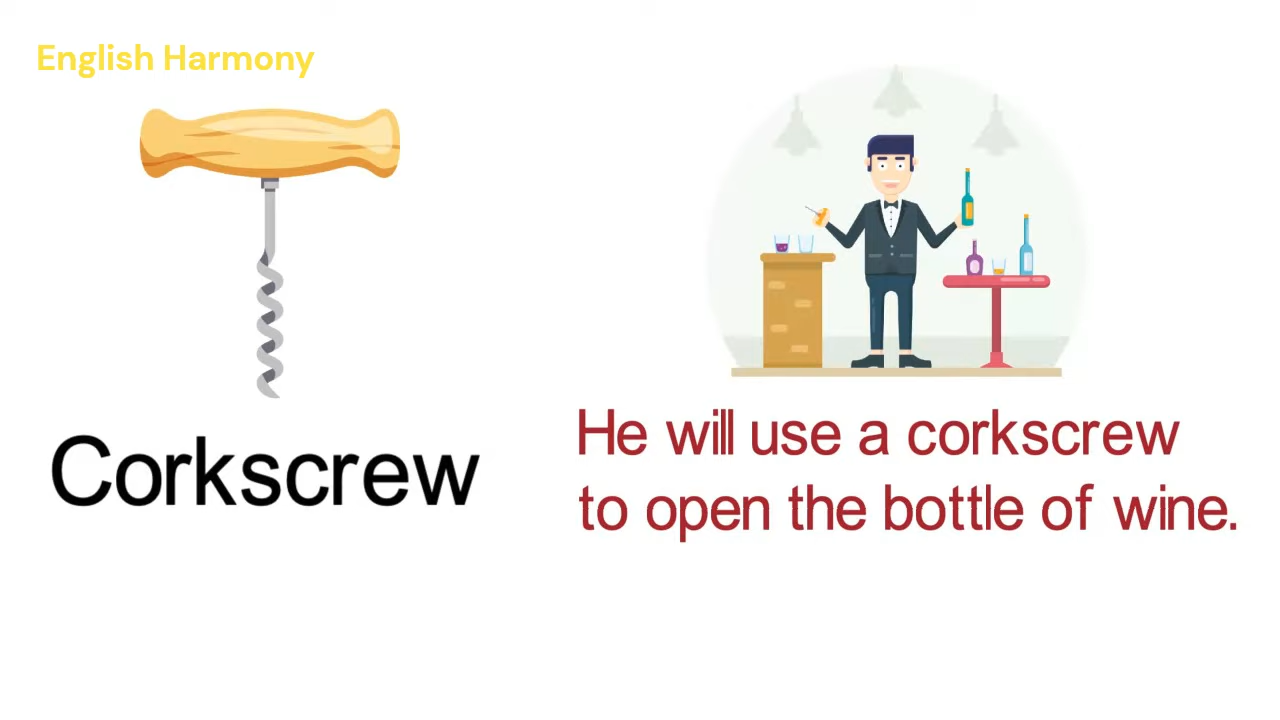 English Harmony
Corkscrew
He will use a corkscrew
to open the bottle of wine.